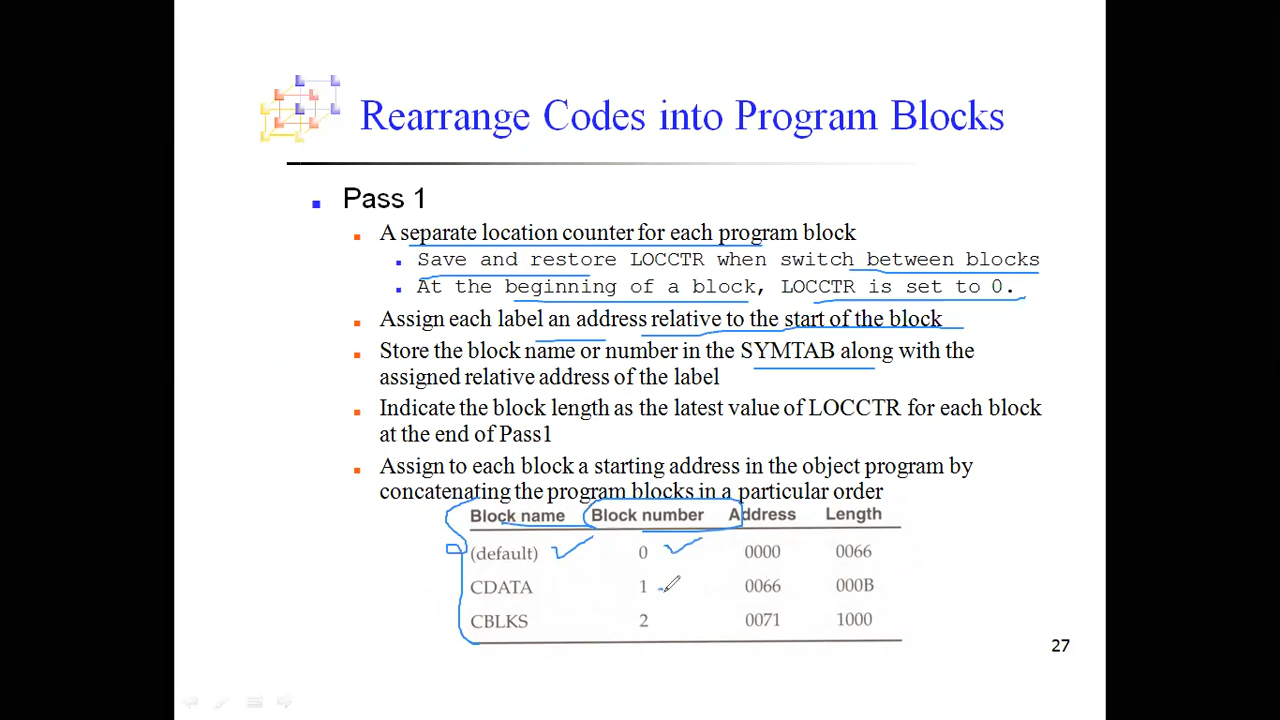 Rearrange Codes into Program Blocks
Pass 1
A separate location counter for each program block
Save and restore LOCCTR when switch between blocks
At the beginning of a block, LOCCTR is set to 0.
Assign each label an address relative to the start of the block
Store the block name or number in the SYMTAB along with the
assigned relative address of the label
Indicate the block length as the latest value of LOCCTR for each block
at the end of Pass1
Assign to each block a starting address in the object program by
concatenating the program blocks in a particular order
Block name Block number Address Length
(default) 0 0000 0066
CDATA 1 0066 000B
CBLKS 2 0071 1000
27